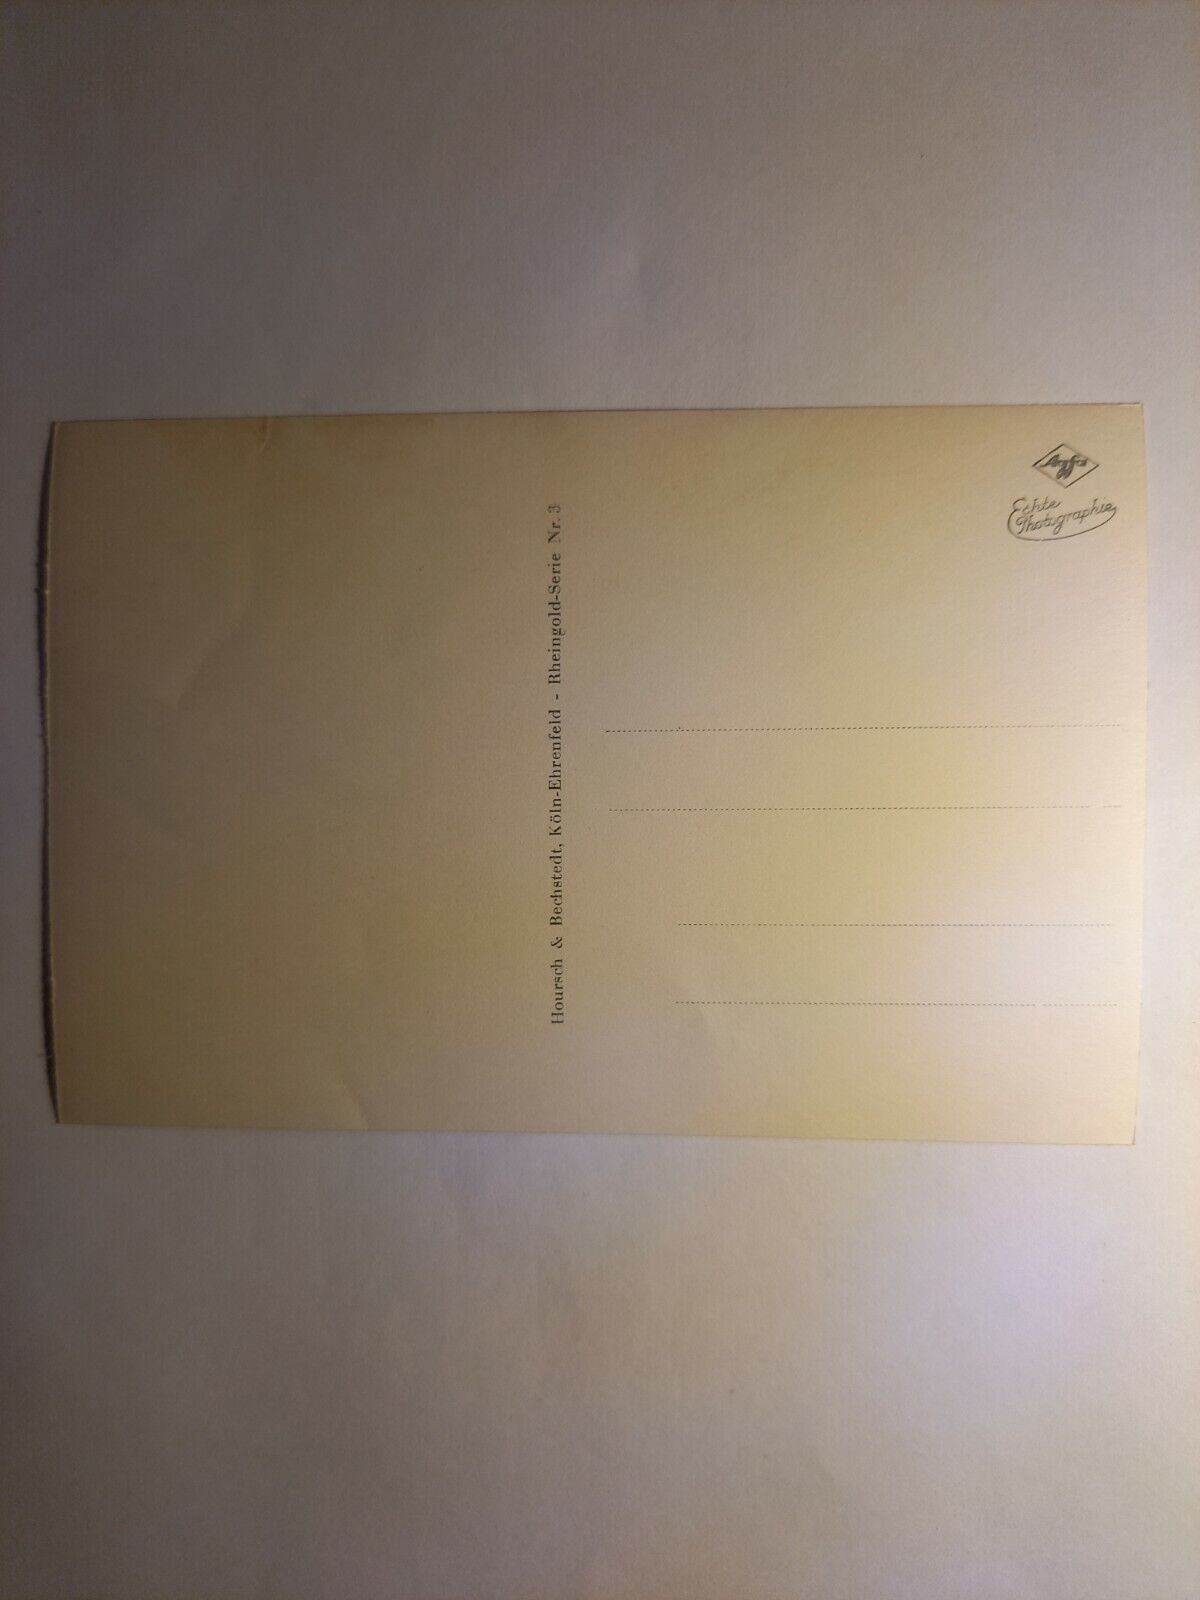 Agfa
Echte
Photographie
Hoursch & Bechstedt, Köln-Ehrenfeld - Rheingold-Serie Nr. 3